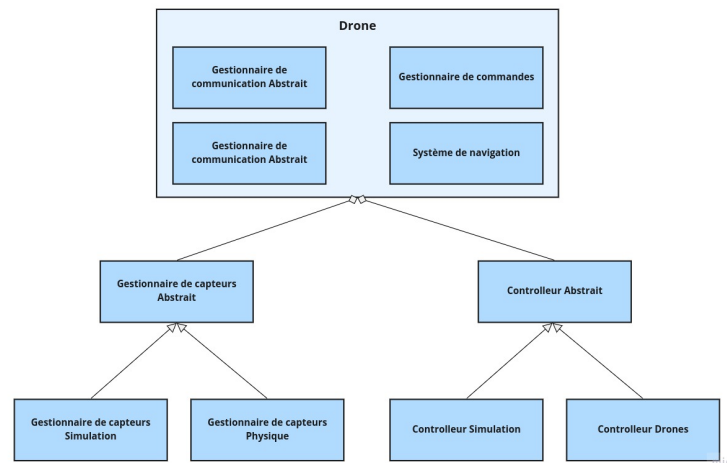 Drone
Gestionnaire de
communication Abstrait
Gestionnaire de commandes
Gestionnaire de
communication Abstrait
Système de navigation
Gestionnaire de capteurs
Abstrait
Controlleur Abstrait
Gestionnaire de capteurs
Simulation
Gestionnaire de capteurs
Physique
Controlleur Simulation
Controlleur Drones